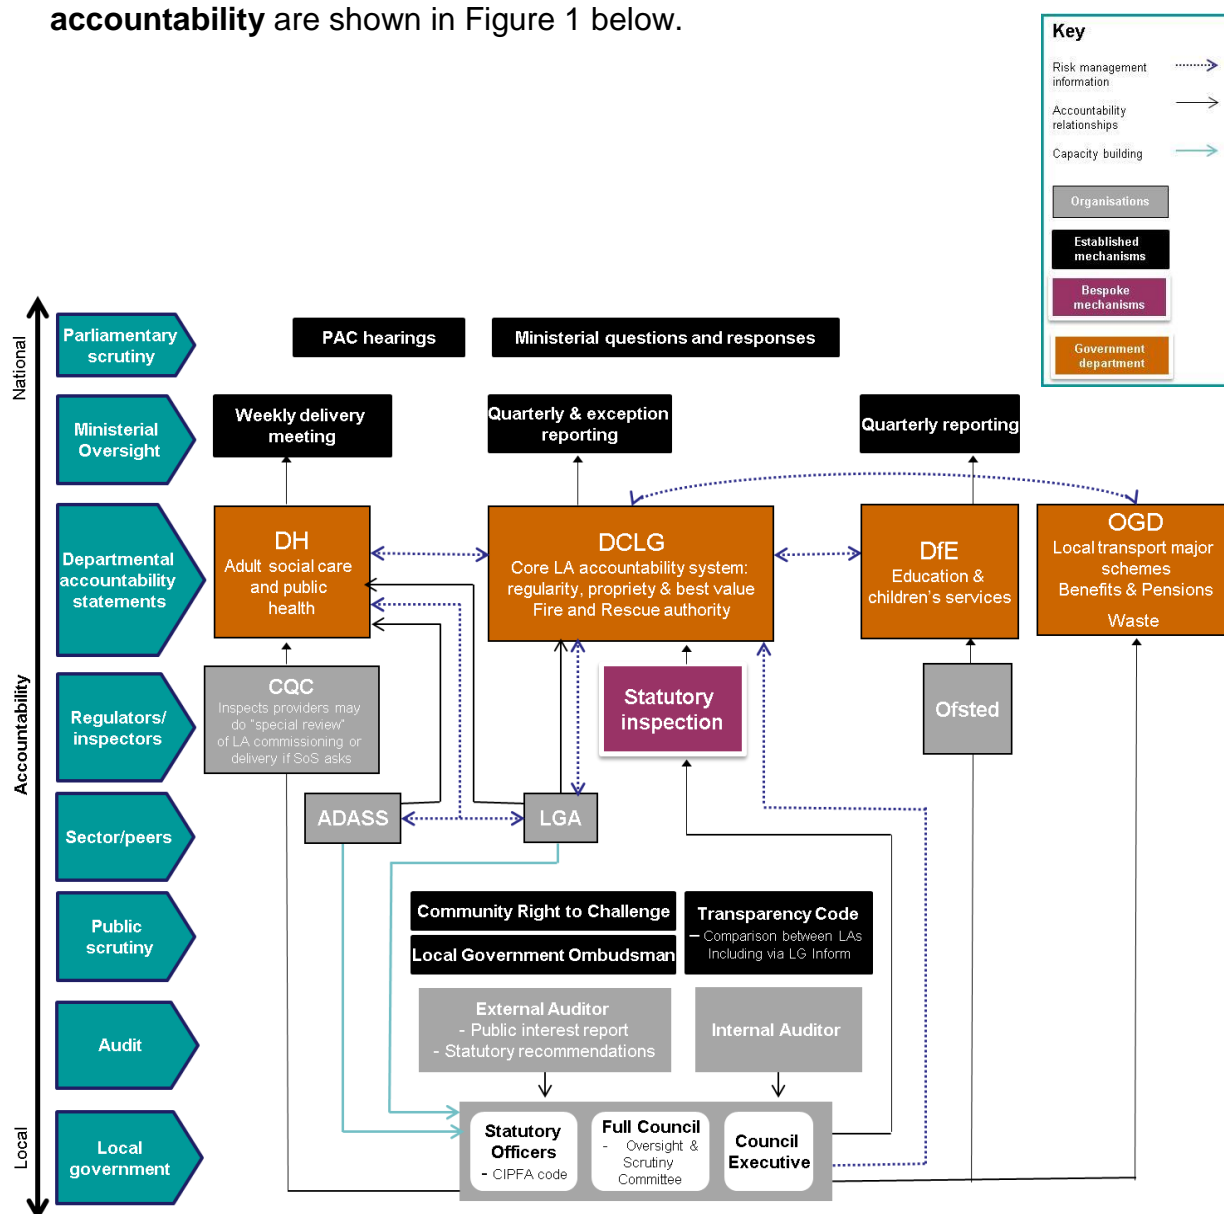 accountability are shown in Figure 1 below.
Key
Risk management
information
Accountability
relationships
Capacity building
Organisations
Established
mechanisms
Bespoke
mechanisms
Government
department
National
Accountability
Local
Parliamentary
scrutiny
PAC hearings
Ministerial questions and responses
Ministerial
Oversight
Weekly delivery
meeting
Quarterly & exception
reporting
Quarterly reporting
Departmental
accountability
statements
DH
Adult social care
and public
health
DCLG
Core LA accountability system:
regularity, propriety & best value
Fire and Rescue authority
DfE
Education &
children's services
OGD
Local transport major
schemes
Benefits & Pensions
Waste
Regulators/
inspectors
CQC
Inspects providers may
do "special review"
of LA commissioning or
delivery if SoS asks
Statutory
inspection
Ofsted
Sector/peers
ADASS
LGA
Public
scrutiny
Community Right to Challenge
Local Government Ombudsman
Transparency Code
– Comparison between LAs
Including via LG Inform
Audit
External Auditor
- Public interest report
- Statutory recommendations
Internal Auditor
Local
government
Statutory
Officers
- CIPFA code
Full Council
- Oversight &
Scrutiny
Committee
Council
Executive